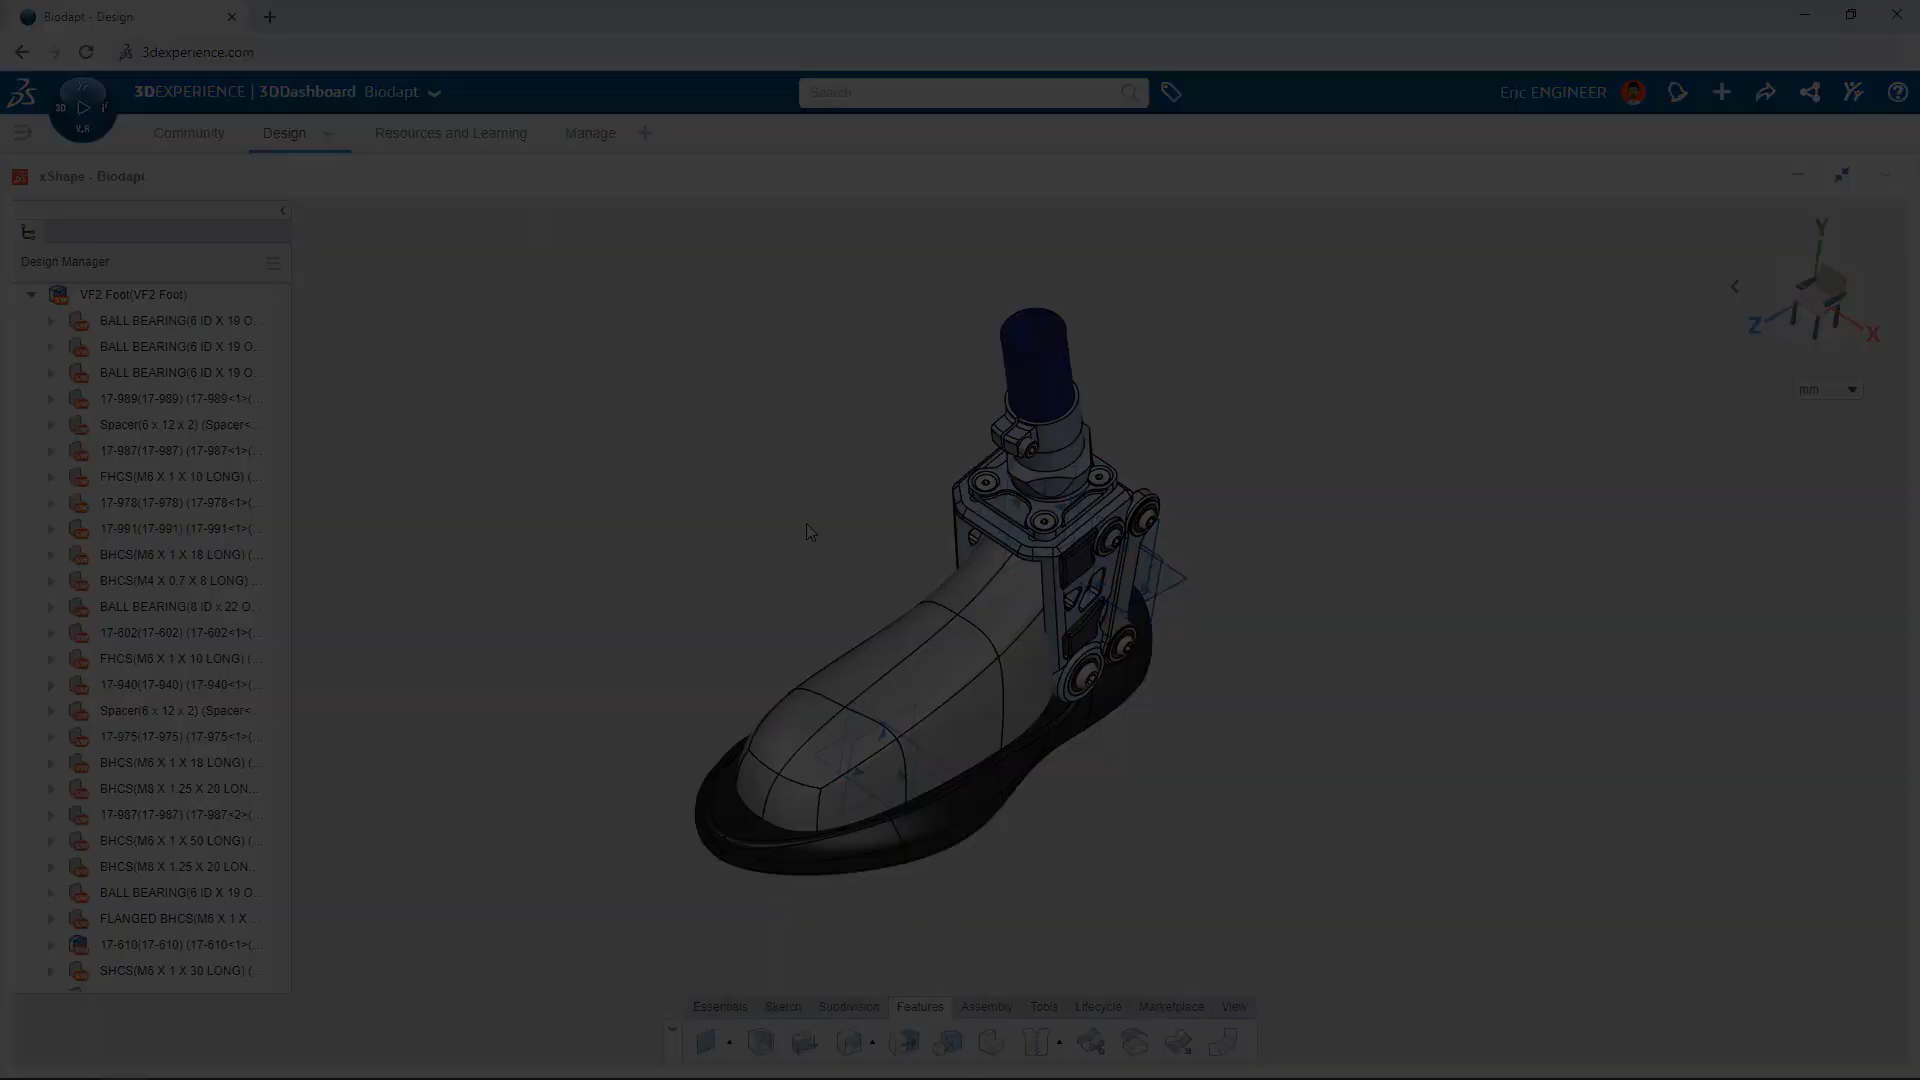 Biodapt - Design
3dexperience.com
3DEXPERIENCE | 3DDashboard Biodapt
Search
Eric ENGINEER
3D
V.R
Community
Design
Resources and Learning
Manage
xShape - Biodapt
Design Manager
VF2 Foot(VF2 Foot)
BALL BEARING(6 ID X 19 O...
BALL BEARING(6 ID X 19 O...
BALL BEARING(6 ID X 19 O...
17-989(17-989) (17-989<1>(...
Spacer(6 x 12 x 2) (Spacer<...
17-987(17-987) (17-987<1>(...
FHCS(M6 X 1 X 10 LONG) (...
17-978(17-978) (17-978<1>(...
17-991(17-991) (17-991<1>(...
BHCS(M6 X 1 X 18 LONG) (...
BHCS(M4 X 0.7 X 8 LONG) ...
BALL BEARING(8 ID x 22 O...
17-602(17-602) (17-602<1>(...
FHCS(M6 X 1 X 10 LONG) (...
17-940(17-940) (17-940<1>(...
Spacer(6 x 12 x 2) (Spacer<...
17-975(17-975) (17-975<1>(...
BHCS(M6 X 1 X 18 LONG) (...
BHCS(M8 X 1.25 X 20 LON...
17-987(17-987) (17-987<2>(...
BHCS(M6 X 1 X 50 LONG) (...
BHCS(M8 X 1.25 X 20 LON...
BALL BEARING(6 ID X 19 O...
FLANGED BHCS(M6 X 1 X ...
17-610(17-610) (17-610<1>(...
SHCS(M6 X 1 X 30 LONG) (...
Y
Z
X
mm
Essentials Sketch Subdivision Features Assembly Tools Lifecycle Marketplace View